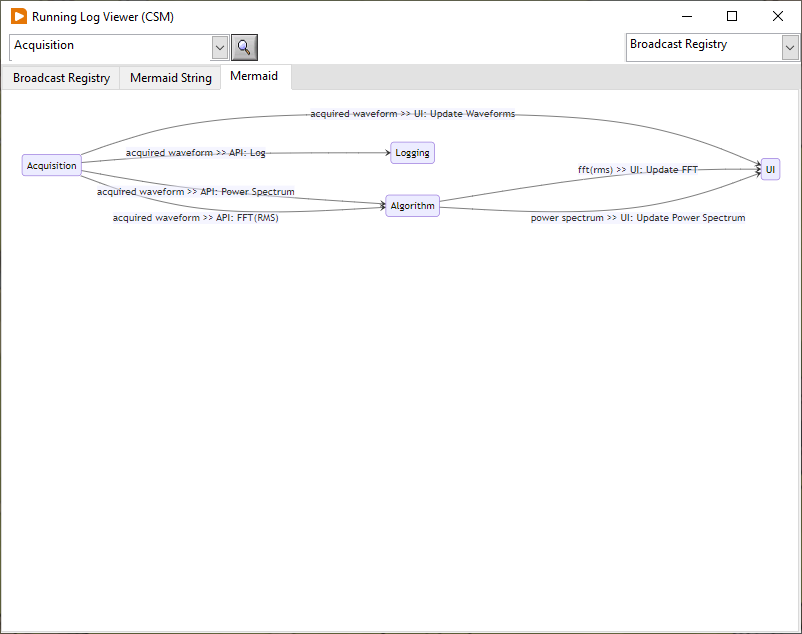 Running Log Viewer (CSM)
Acquisition
Broadcast Registry
Broadcast Registry
Mermaid String
Mermaid
acquired waveform >> UI: Update Waveforms
acquired waveform >> API: Log
Logging
Acquisition
fft(rms) >> UI: Update FFT
UI
acquired waveform >> API: Power Spectrum
Algorithm
acquired waveform >> API: FFT(RMS)
power spectrum >> UI: Update Power Spectrum